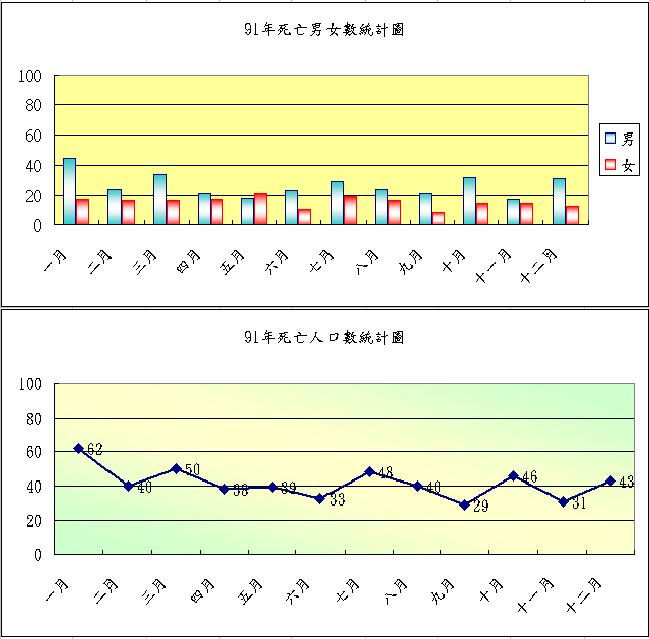 91年死亡男女數統計圖
100
80
60
40
20
0
男
女
一月 二月 三月 四月 五月 六月 七月 八月 九月 十月 十一月 十二月
91年死亡人口數統計圖
100
80
60
40
20
0
62 40 50 38 39 33 48 40 29 46 31 43
一月 二月 三月 四月 五月 六月 七月 八月 九月 十月 十一月 十二月